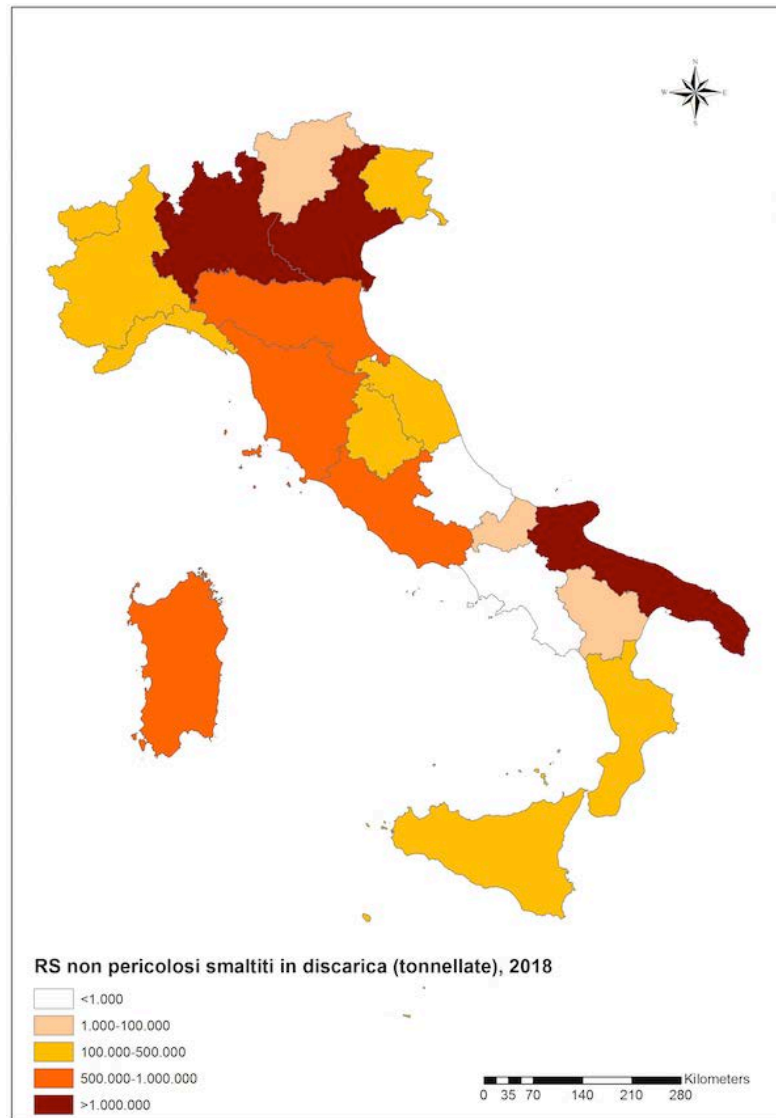 N
W E
S
RS non pericolosi smaltiti in discarica (tonnellate), 2018
<1.000
1.000-100.000
100.000-500.000
500.000-1.000.000
>1.000.000
Kilometers
0 35 70 140 210 280